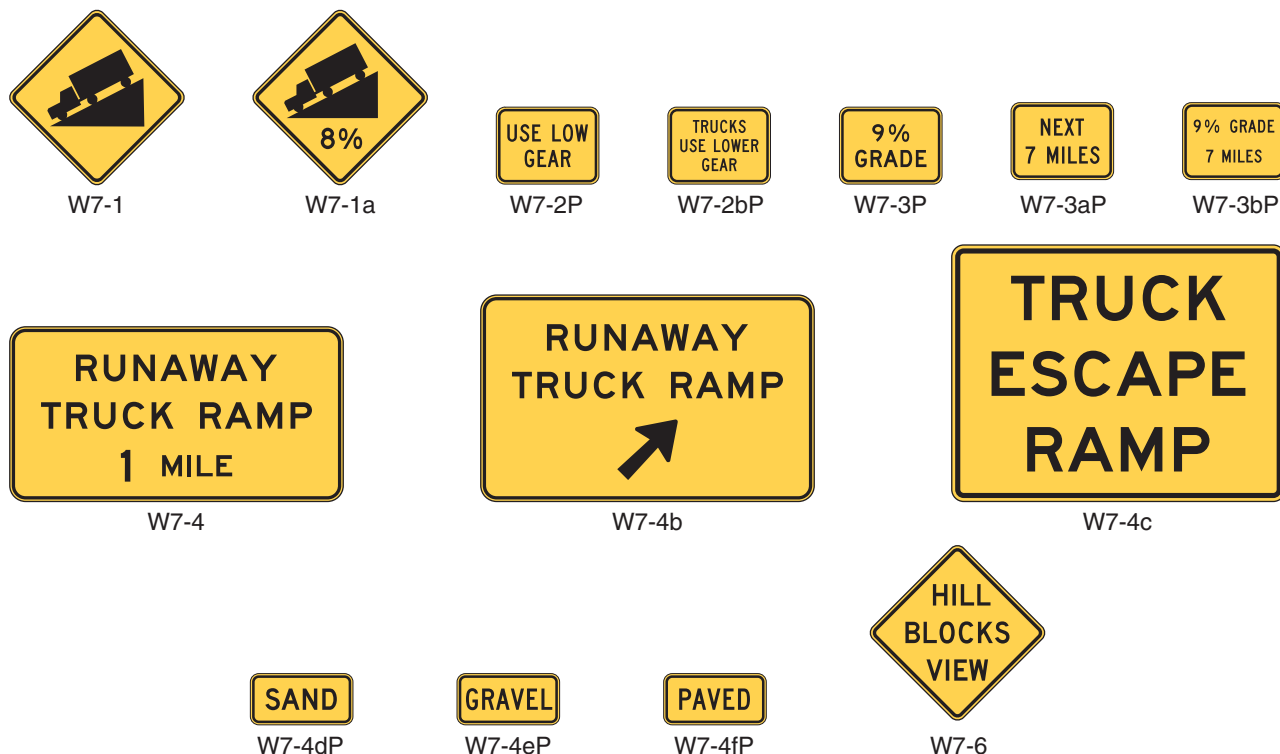 8%
USE LOW
GEAR
TRUCKS
USE LOWER
GEAR
9%
GRADE
NEXT
7 MILES
9% GRADE
7 MILES
W7-1
W7-1a
W7-2P
W7-2bP
W7-3P
W7-3aP
W7-3bP
RUNAWAY
TRUCK RAMP
1 MILE
W7-4
RUNAWAY
TRUCK RAMP
W7-4b
TRUCK
ESCAPE
RAMP
W7-4c
SAND
W7-4dP
GRAVEL
W7-4eP
PAVED
W7-4fP
HILL
BLOCKS
VIEW
W7-6